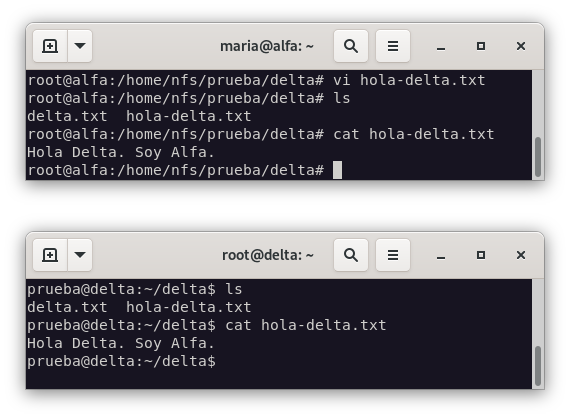 maria@alfa: ~
root@alfa:/home/nfs/prueba/delta# vi hola-delta.txt
root@alfa:/home/nfs/prueba/delta# ls
delta.txt  hola-delta.txt
root@alfa:/home/nfs/prueba/delta# cat hola-delta.txt
Hola Delta. Soy Alfa.
root@alfa:/home/nfs/prueba/delta#
root@delta: ~
prueba@delta:~/delta$ ls
delta.txt  hola-delta.txt
prueba@delta:~/delta$ cat hola-delta.txt
Hola Delta. Soy Alfa.
prueba@delta:~/delta$